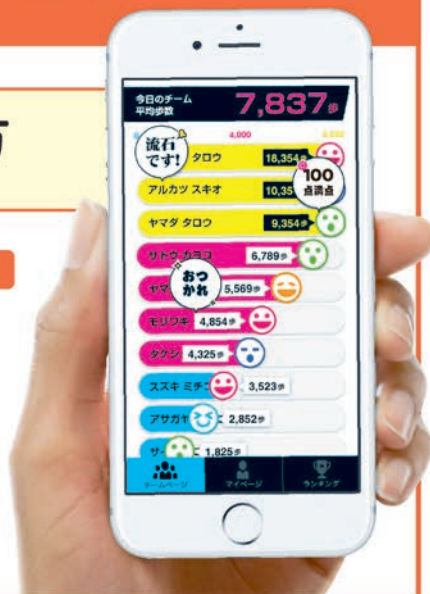 今日のチーム
平均歩数
7,837歩
4,000
流石
です!
タロウ
18,354歩
100
点満点
アルカツ スキオ
10,35
ヤマダ タロウ
9,354歩
サトウ カヨコ
6,789歩
おつ
かれ
ヤマ
5,569歩
モリワキ
4,854歩
タケシ
4,325歩
スズキ ミチコ
3,523歩
アサガヤ
2,852歩
サイ
1,825歩
チームページ
マイページ
ランキング